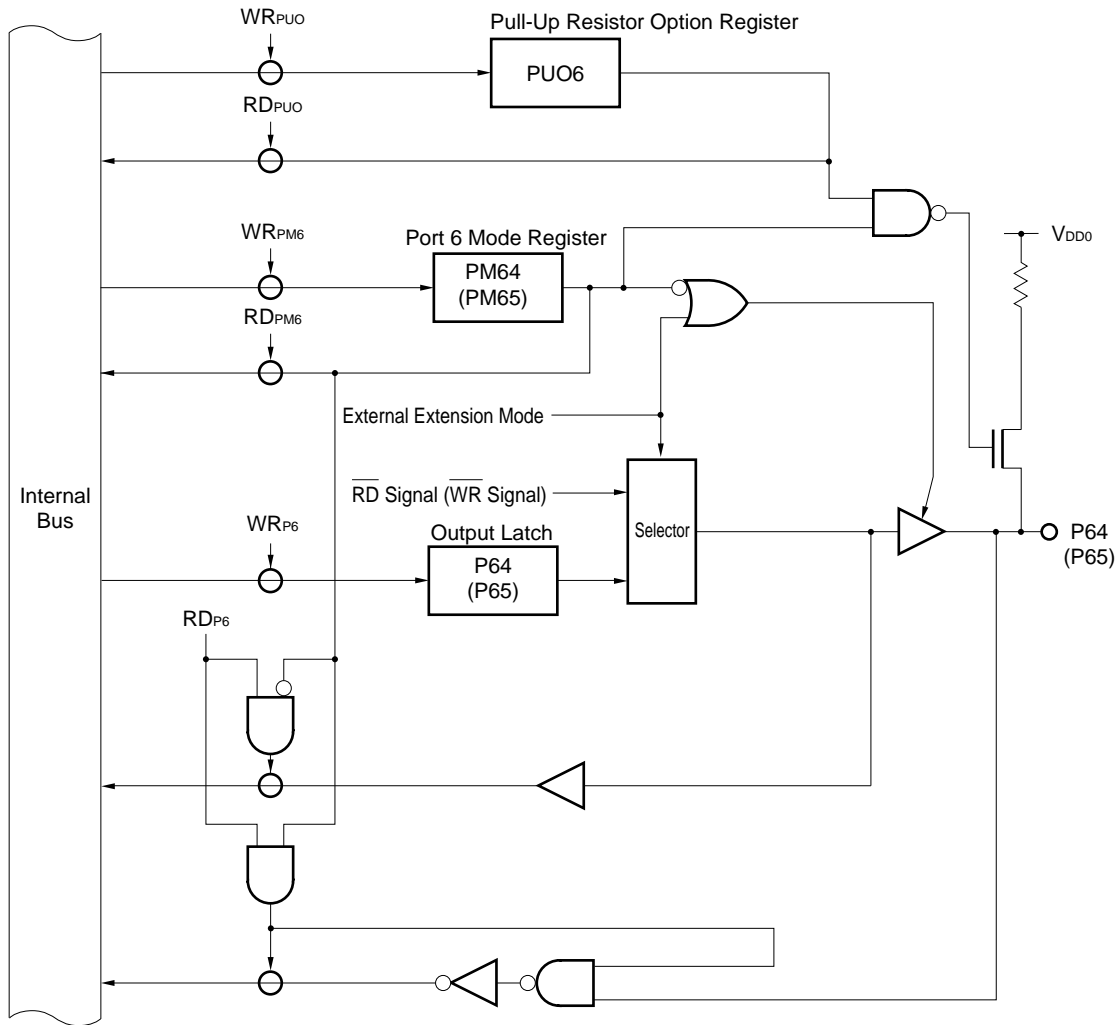 WRPUO
Pull-Up Resistor Option Register
PUO6
RDPUO
WRPM6
Port 6 Mode Register
PM64
(PM65)
VDD0
RDPM6
External Extension Mode
RD Signal (WR Signal)
Internal
Bus
WRP6
Output Latch
P64
(P65)
Selector
P64
(P65)
RDP6